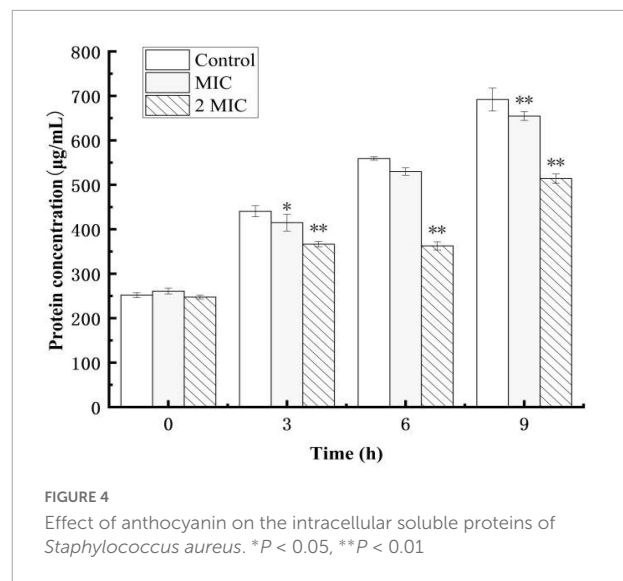 800
700
600
500
400
300
200
100
0
Protein concentration (μg/mL)
Control
MIC
2 MIC
*
**
**
**
**
0
3
6
9
Time (h)
FIGURE 4
Effect of anthocyanin on the intracellular soluble proteins of
Staphylococcus aureus. *P < 0.05, **P < 0.01